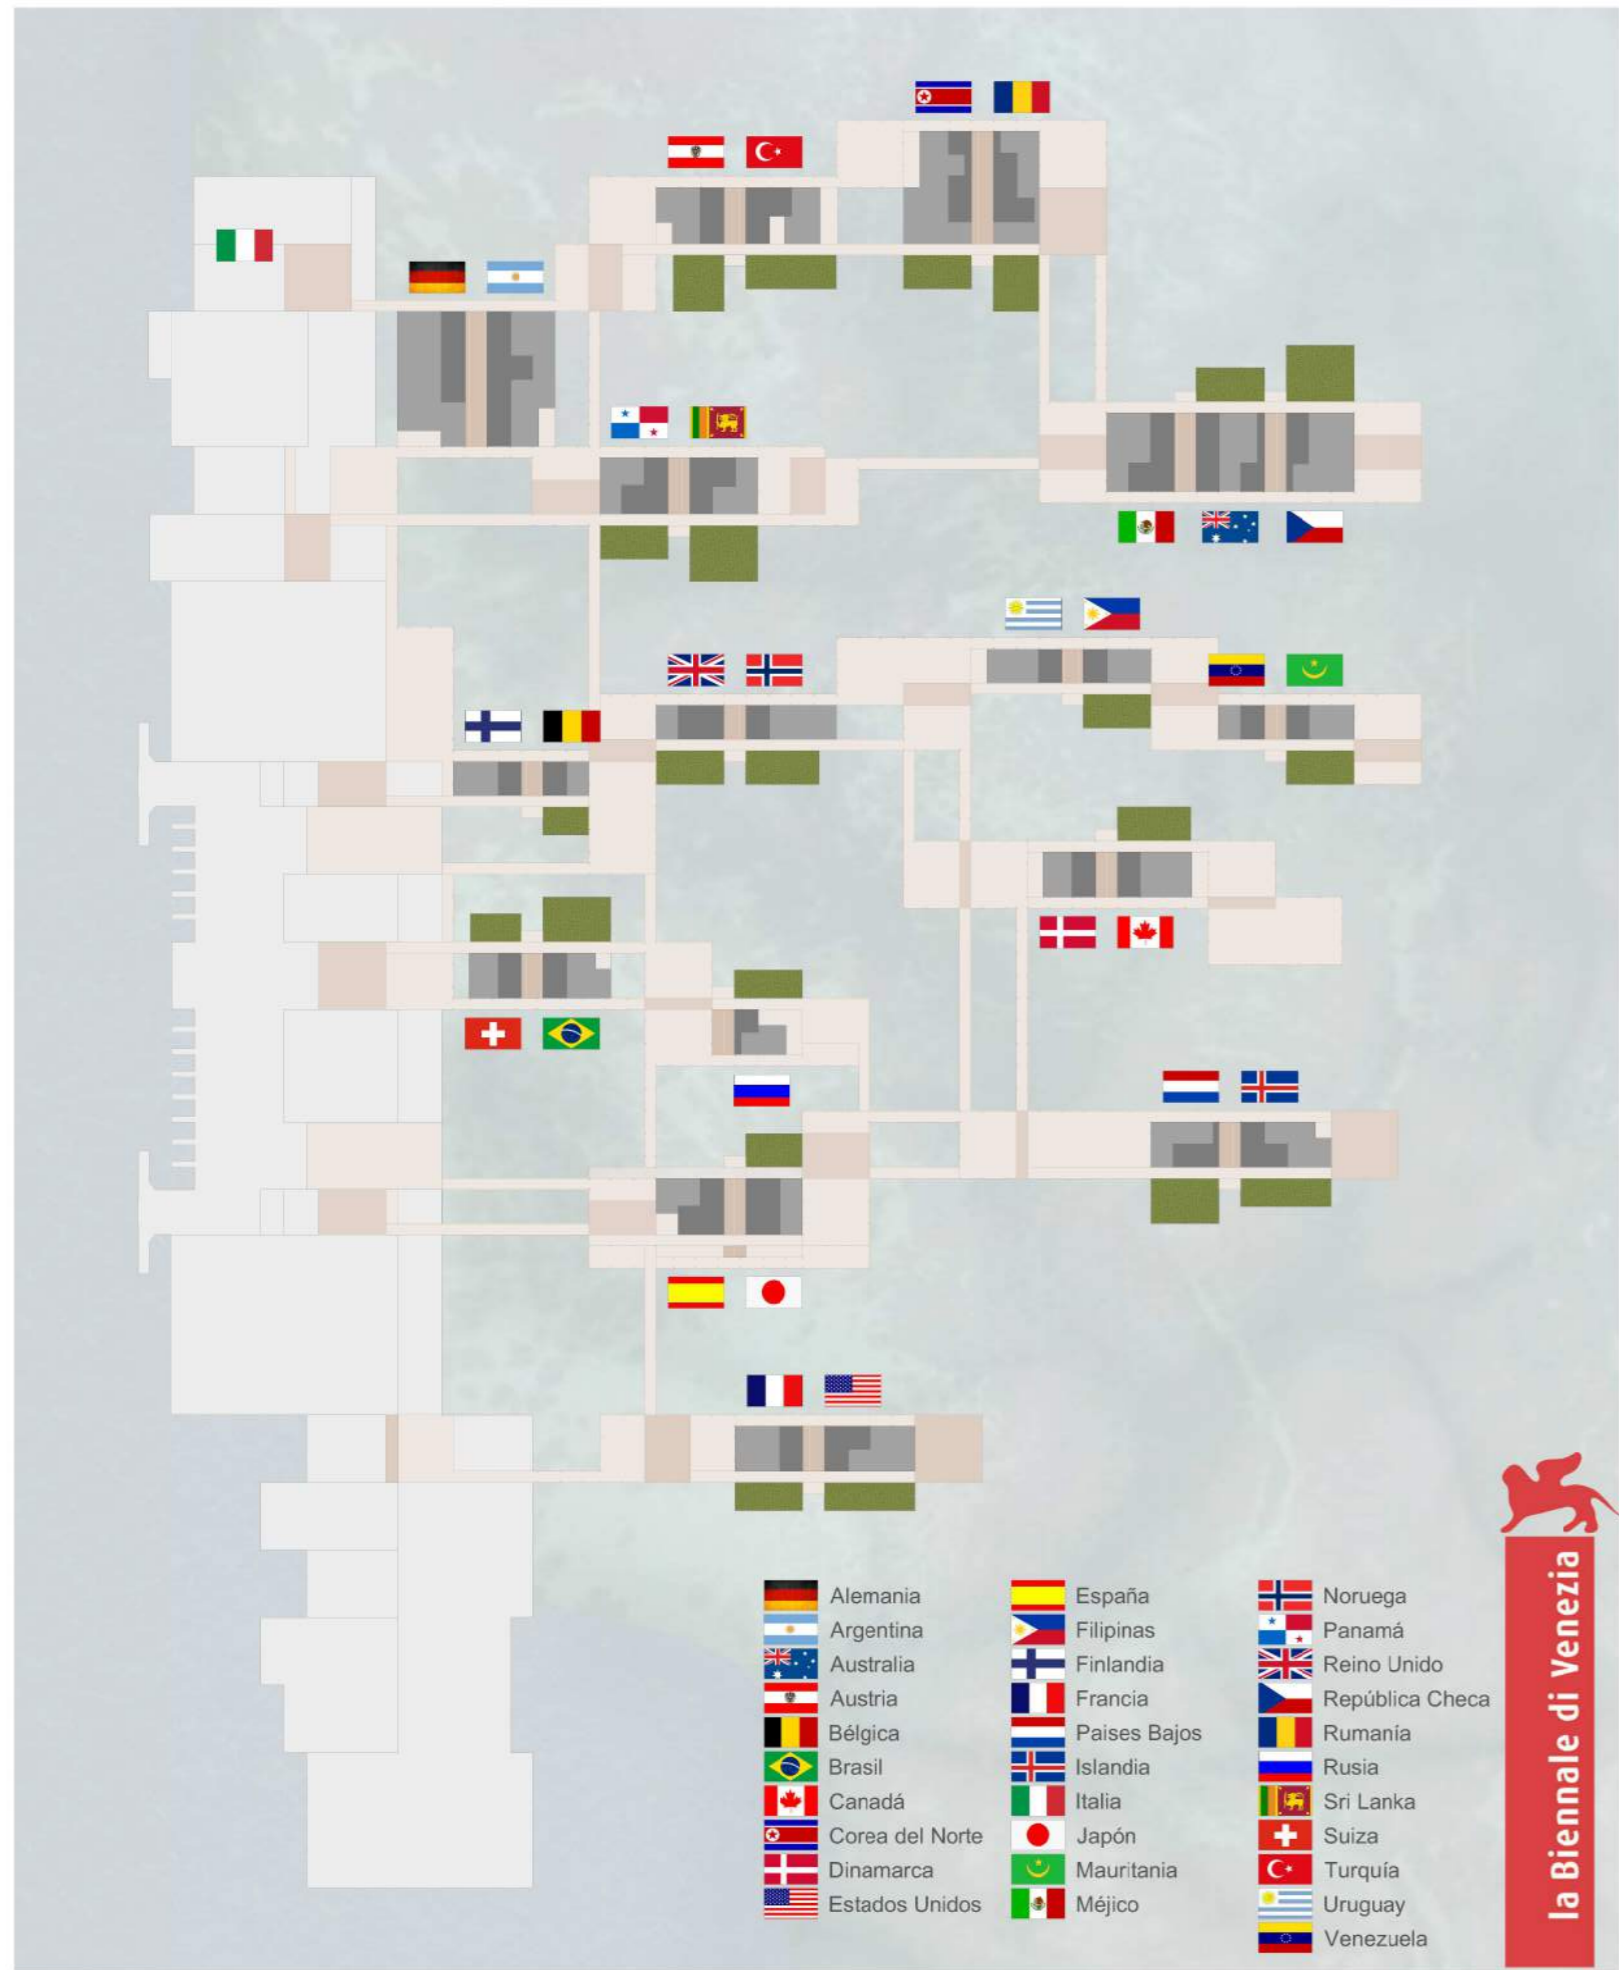 Alemania
Argentina
Australia
Austria
Bélgica
Brasil
Canadá
Corea del Norte
Dinamarca
Estados Unidos
España
Filipinas
Finlandia
Francia
Paises Bajos
Islandia
Italia
Japón
Mauritania
Méjico
Noruega
Panamá
Reino Unido
República Checa
Rumanía
Rusia
Sri Lanka
Suiza
Turquía
Uruguay
Venezuela
la Biennale di Venezia